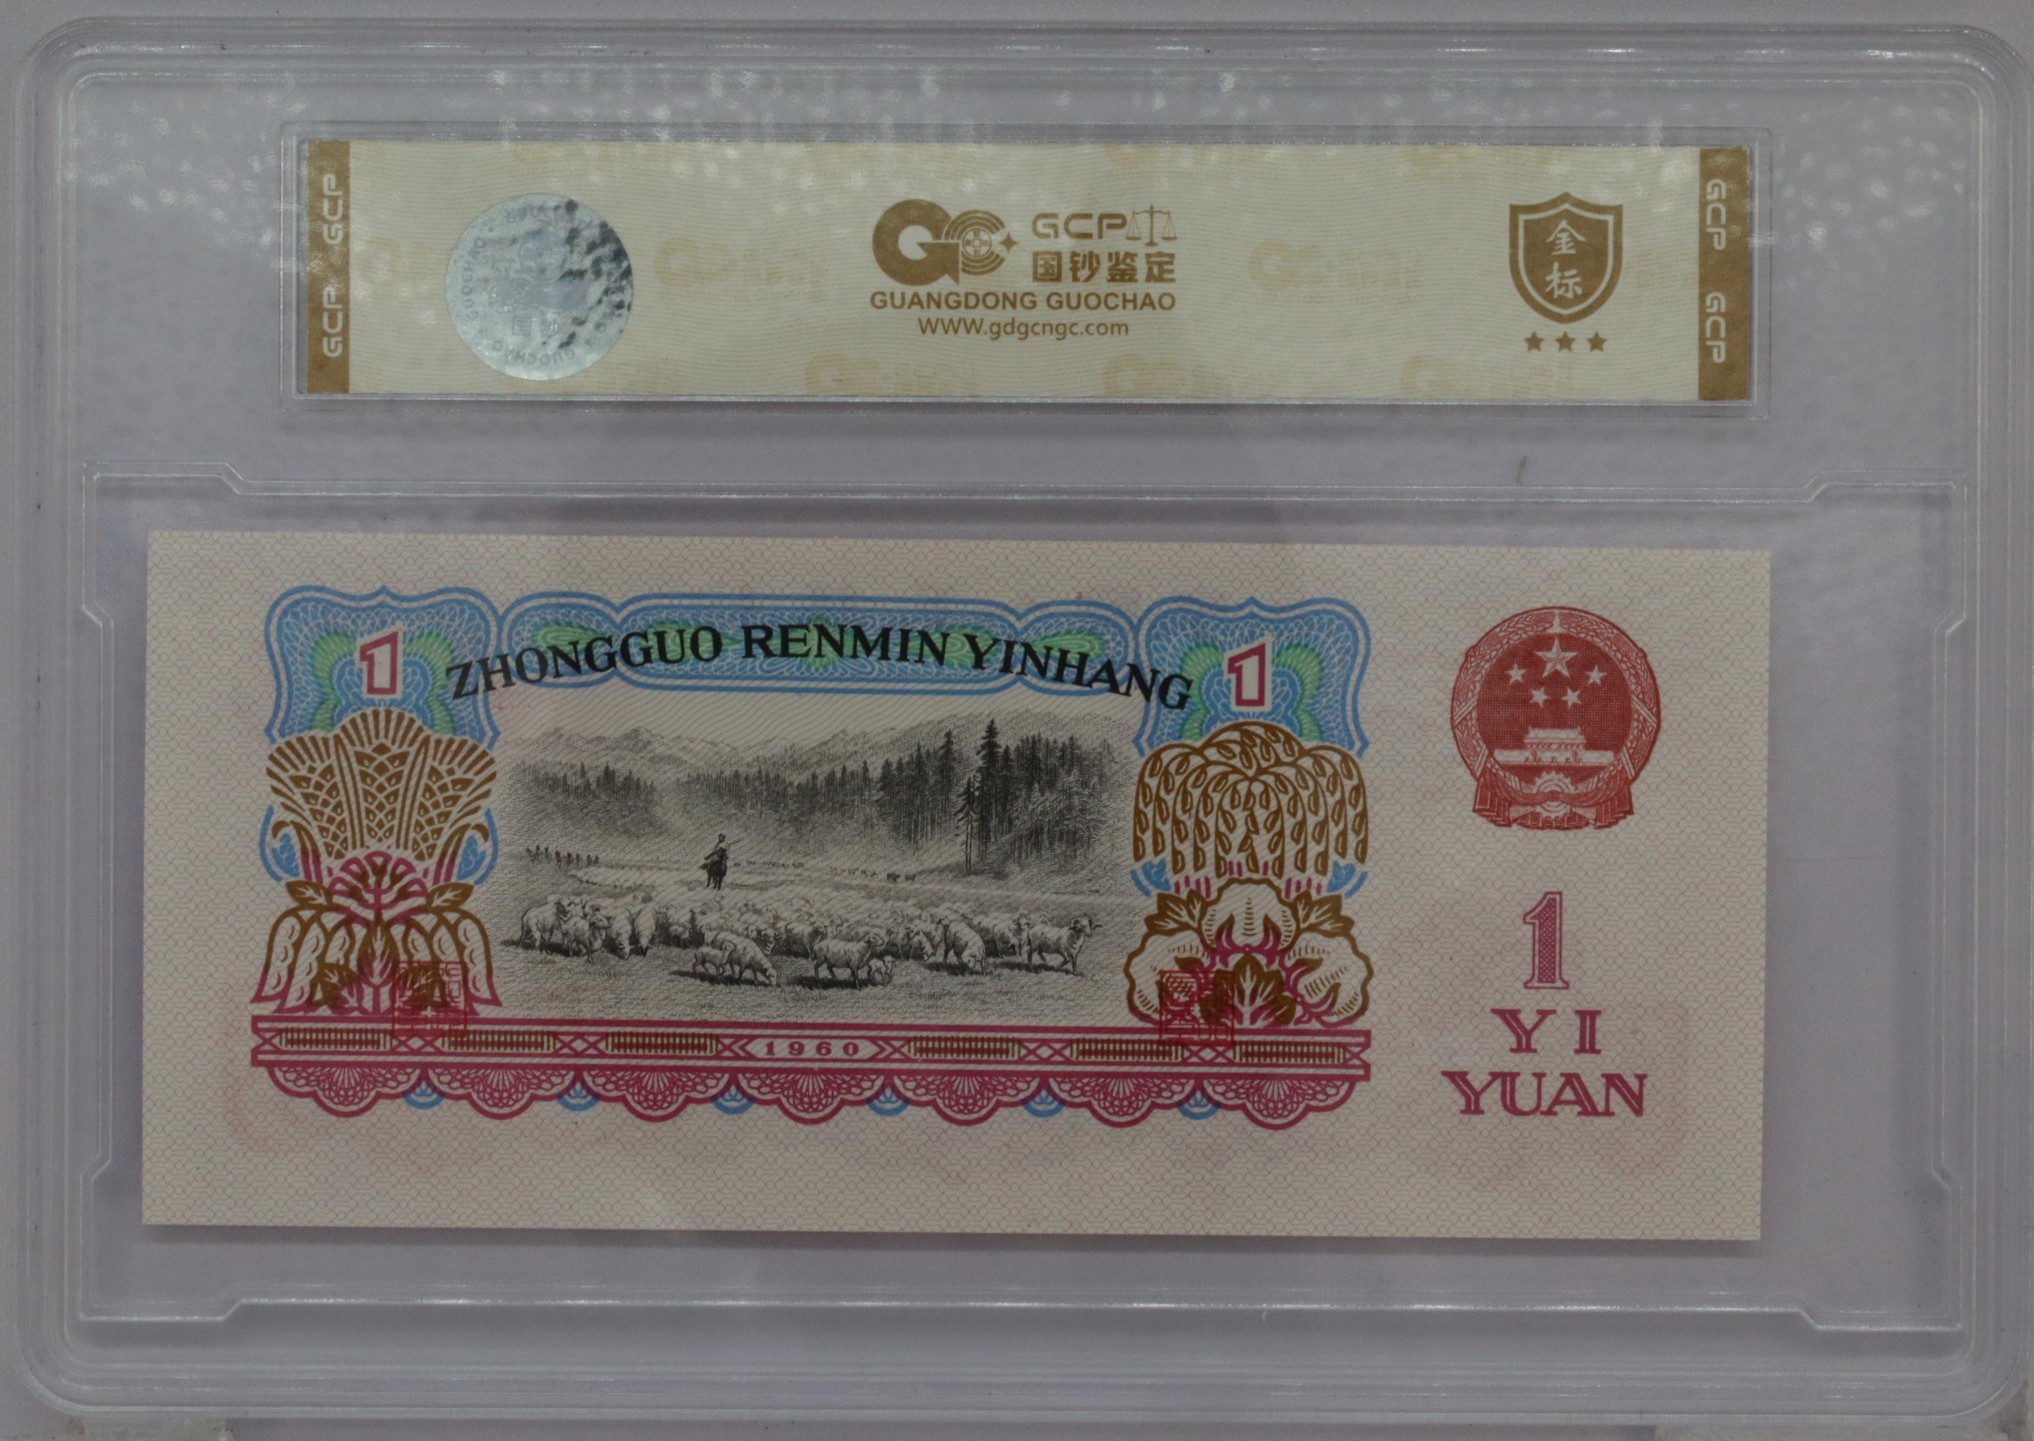 GCP GCP
GCP
国钞鉴定
GUANGDONG GUOCHAO
WWW.gdgcngc.com
金
标
GCP GCP
1
ZHONGGUO RENMIN YINHANG
1
1960
1
YI
YUAN